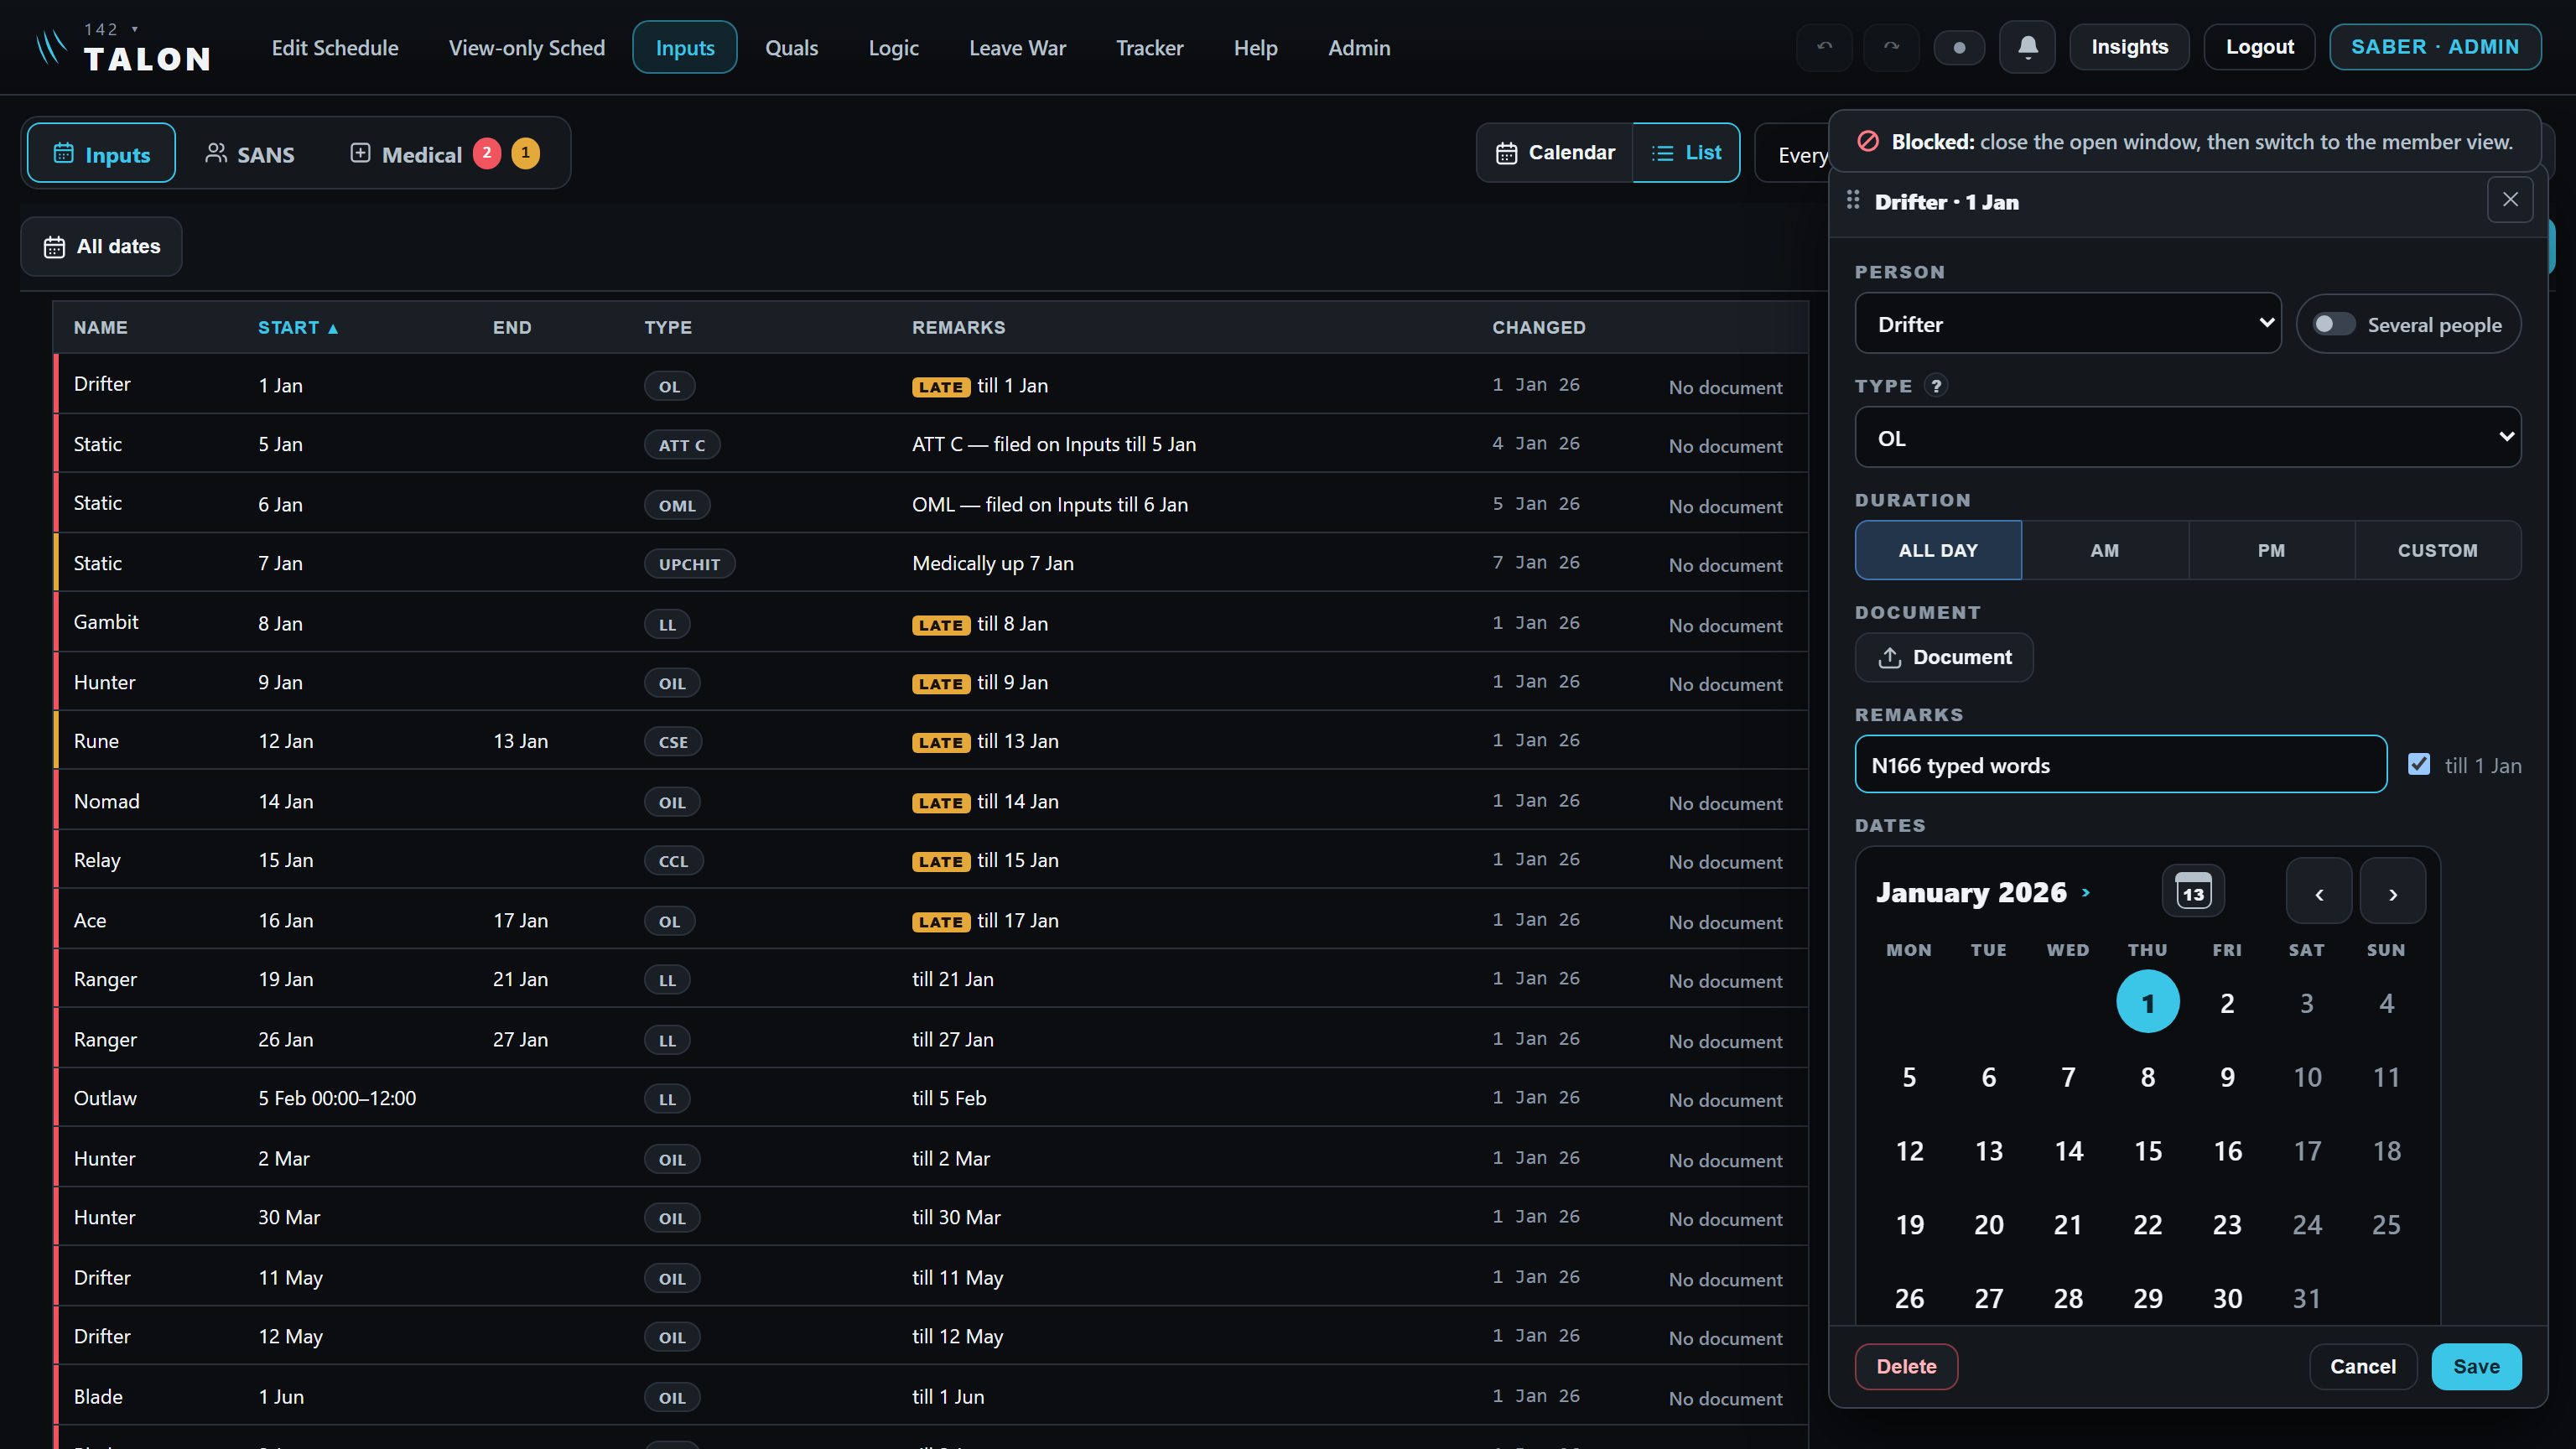 142 ▾
TALON
Edit Schedule View-only Sched Inputs Quals Logic Leave War Tracker Help Admin
Insights Logout SABER · ADMIN
Inputs SANS Medical 2 1
Calendar List Every
Blocked: close the open window, then switch to the member view.
All dates
NAME START ▲ END TYPE REMARKS CHANGED
Drifter 1 Jan OL LATE till 1 Jan 1 Jan 26 No document
Static 5 Jan ATT C ATT C — filed on Inputs till 5 Jan 4 Jan 26 No document
Static 6 Jan OML OML — filed on Inputs till 6 Jan 5 Jan 26 No document
Static 7 Jan UPCHIT Medically up 7 Jan 7 Jan 26 No document
Gambit 8 Jan LL LATE till 8 Jan 1 Jan 26 No document
Hunter 9 Jan OIL LATE till 9 Jan 1 Jan 26 No document
Rune 12 Jan 13 Jan CSE LATE till 13 Jan 1 Jan 26
Nomad 14 Jan OIL LATE till 14 Jan 1 Jan 26 No document
Relay 15 Jan CCL LATE till 15 Jan 1 Jan 26 No document
Ace 16 Jan 17 Jan OL LATE till 17 Jan 1 Jan 26 No document
Ranger 19 Jan 21 Jan LL till 21 Jan 1 Jan 26 No document
Ranger 26 Jan 27 Jan LL till 27 Jan 1 Jan 26 No document
Outlaw 5 Feb 00:00–12:00 LL till 5 Feb 1 Jan 26 No document
Hunter 2 Mar OIL till 2 Mar 1 Jan 26 No document
Hunter 30 Mar OIL till 30 Mar 1 Jan 26 No document
Drifter 11 May OIL till 11 May 1 Jan 26 No document
Drifter 12 May OIL till 12 May 1 Jan 26 No document
Blade 1 Jun OIL till 1 Jun 1 Jan 26 No document
Drifter · 1 Jan
PERSON
Drifter Several people
TYPE ?
OL
DURATION
ALL DAY AM PM CUSTOM
DOCUMENT
Document
REMARKS
N166 typed words till 1 Jan
DATES
January 2026 › 13 ‹ ›
MON TUE WED THU FRI SAT SUN
1 2 3 4
5 6 7 8 9 10 11
12 13 14 15 16 17 18
19 20 21 22 23 24 25
26 27 28 29 30 31
Delete Cancel Save